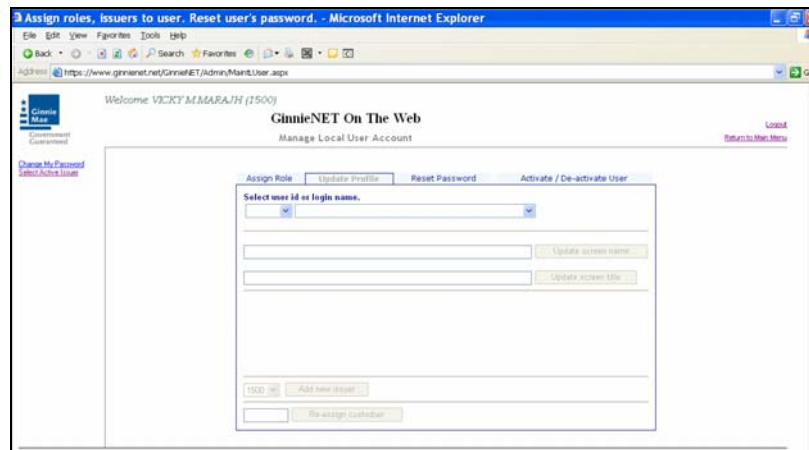 Assign roles, issuers to user. Reset user's password. - Microsoft Internet Explorer
File Edit View Favorites Tools Help
Back Search Favorites
Address https://www.ginnienet.net/GinnieNET/Admin/MaintLUser.aspx
Ginnie Mae
Government Guaranteed
Welcome VICKY M MARAJH (1500)
GinnieNET On The Web
Manage Local User Account
Logout
Return to Main Menu
Change My Password
Select Active Issuer
Assign Role Update Profile Reset Password Activate / De-activate User
Select user id or login name.
Update screen name
Update screen title
1500 Add new issuer
Re-assign custodian